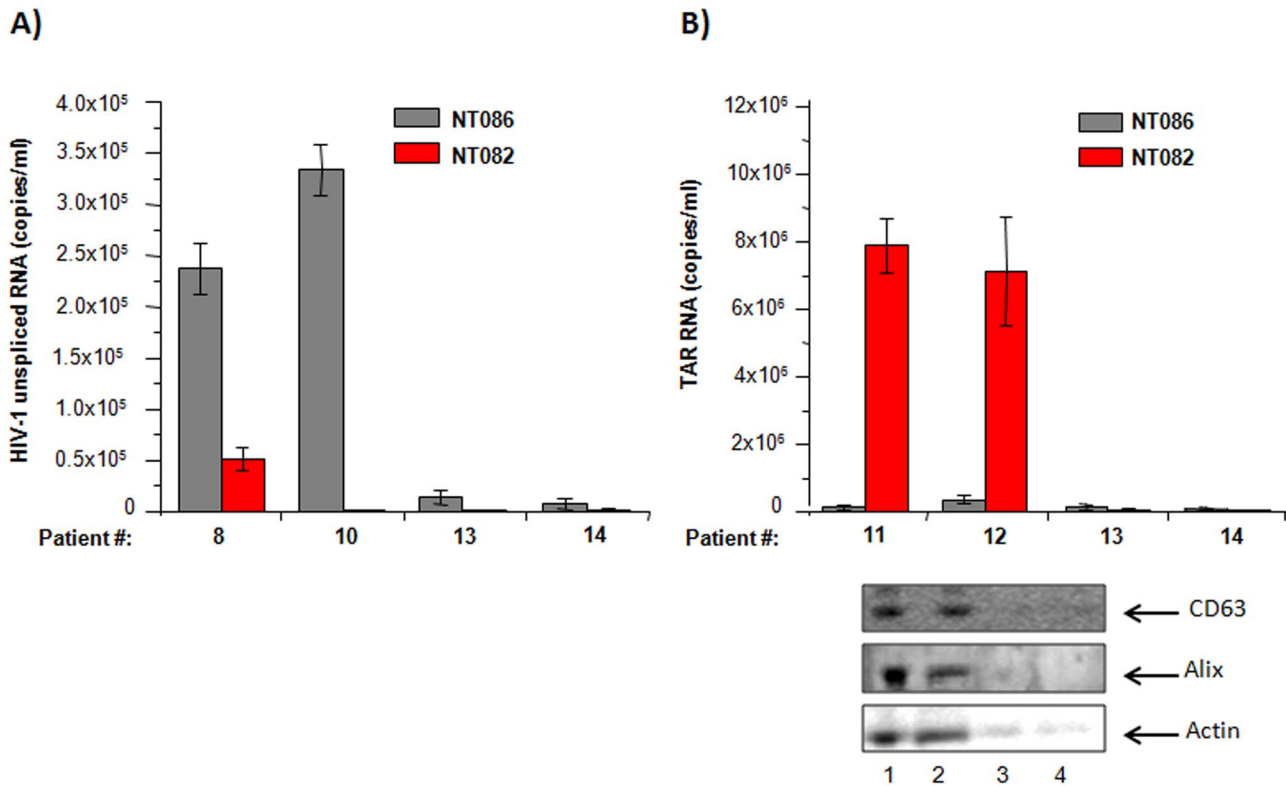 A)
HIV-1 unspliced RNA (copies/ml)
4.0x10⁵
3.5x10⁵
3.0x10⁵
2.5x10⁵
2.0x10⁵
1.5x10⁵
1.0x10⁵
0.5x10⁵
0
NT086
NT082
Patient #: 8 10 13 14
B)
TAR RNA (copies/ml)
12x10⁶
10x10⁶
8x10⁶
6x10⁶
4x10⁶
2x10⁶
0
NT086
NT082
Patient #: 11 12 13 14
CD63
Alix
Actin
1 2 3 4